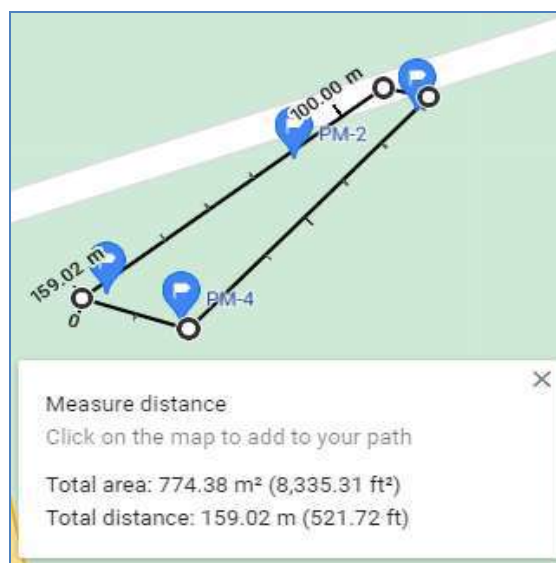 100.00 m
PM-2
159.02 m
0
PM-4
Measure distance
Click on the map to add to your path
Total area: 774.38 m² (8,335.31 ft²)
Total distance: 159.02 m (521.72 ft)